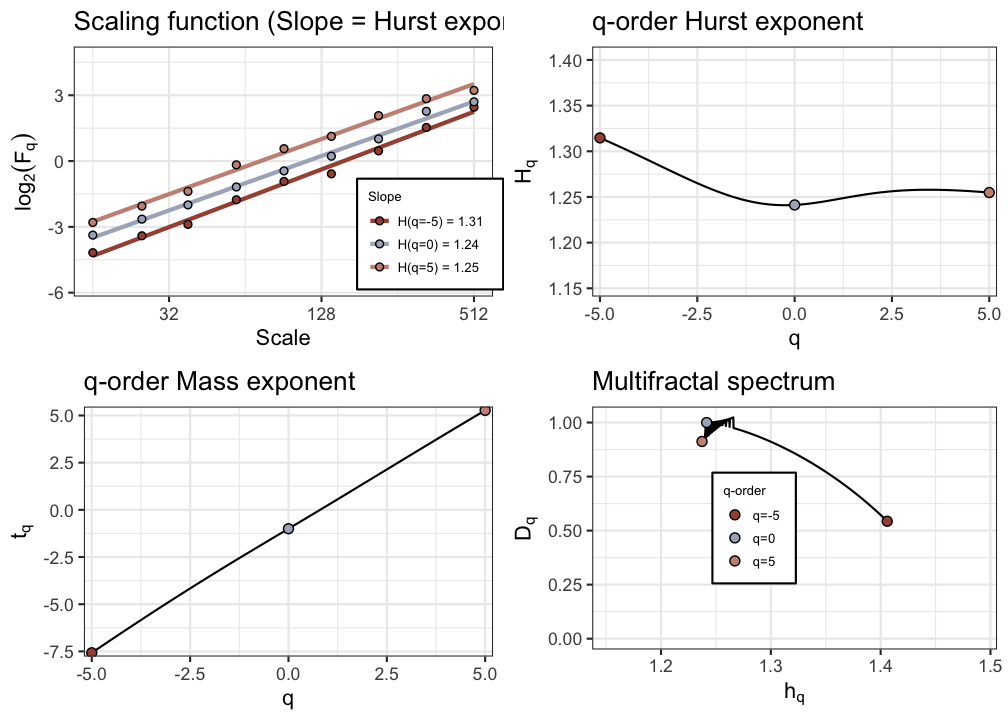 Scaling function (Slope = Hurst expo
log2(Fq)
3
0
-3
-6
32
128
512
Scale
Slope
H(q=-5) = 1.31
H(q=0) = 1.24
H(q=5) = 1.25
q-order Hurst exponent
Hq
1.40
1.35
1.30
1.25
1.20
1.15
-5.0
-2.5
0.0
2.5
5.0
q
q-order Mass exponent
tq
5.0
2.5
0.0
-2.5
-5.0
-7.5
-5.0
-2.5
0.0
2.5
5.0
q
Multifractal spectrum
Dq
1.00
0.75
0.50
0.25
0.00
1.2
1.3
1.4
1.5
hq
q-order
q=-5
q=0
q=5